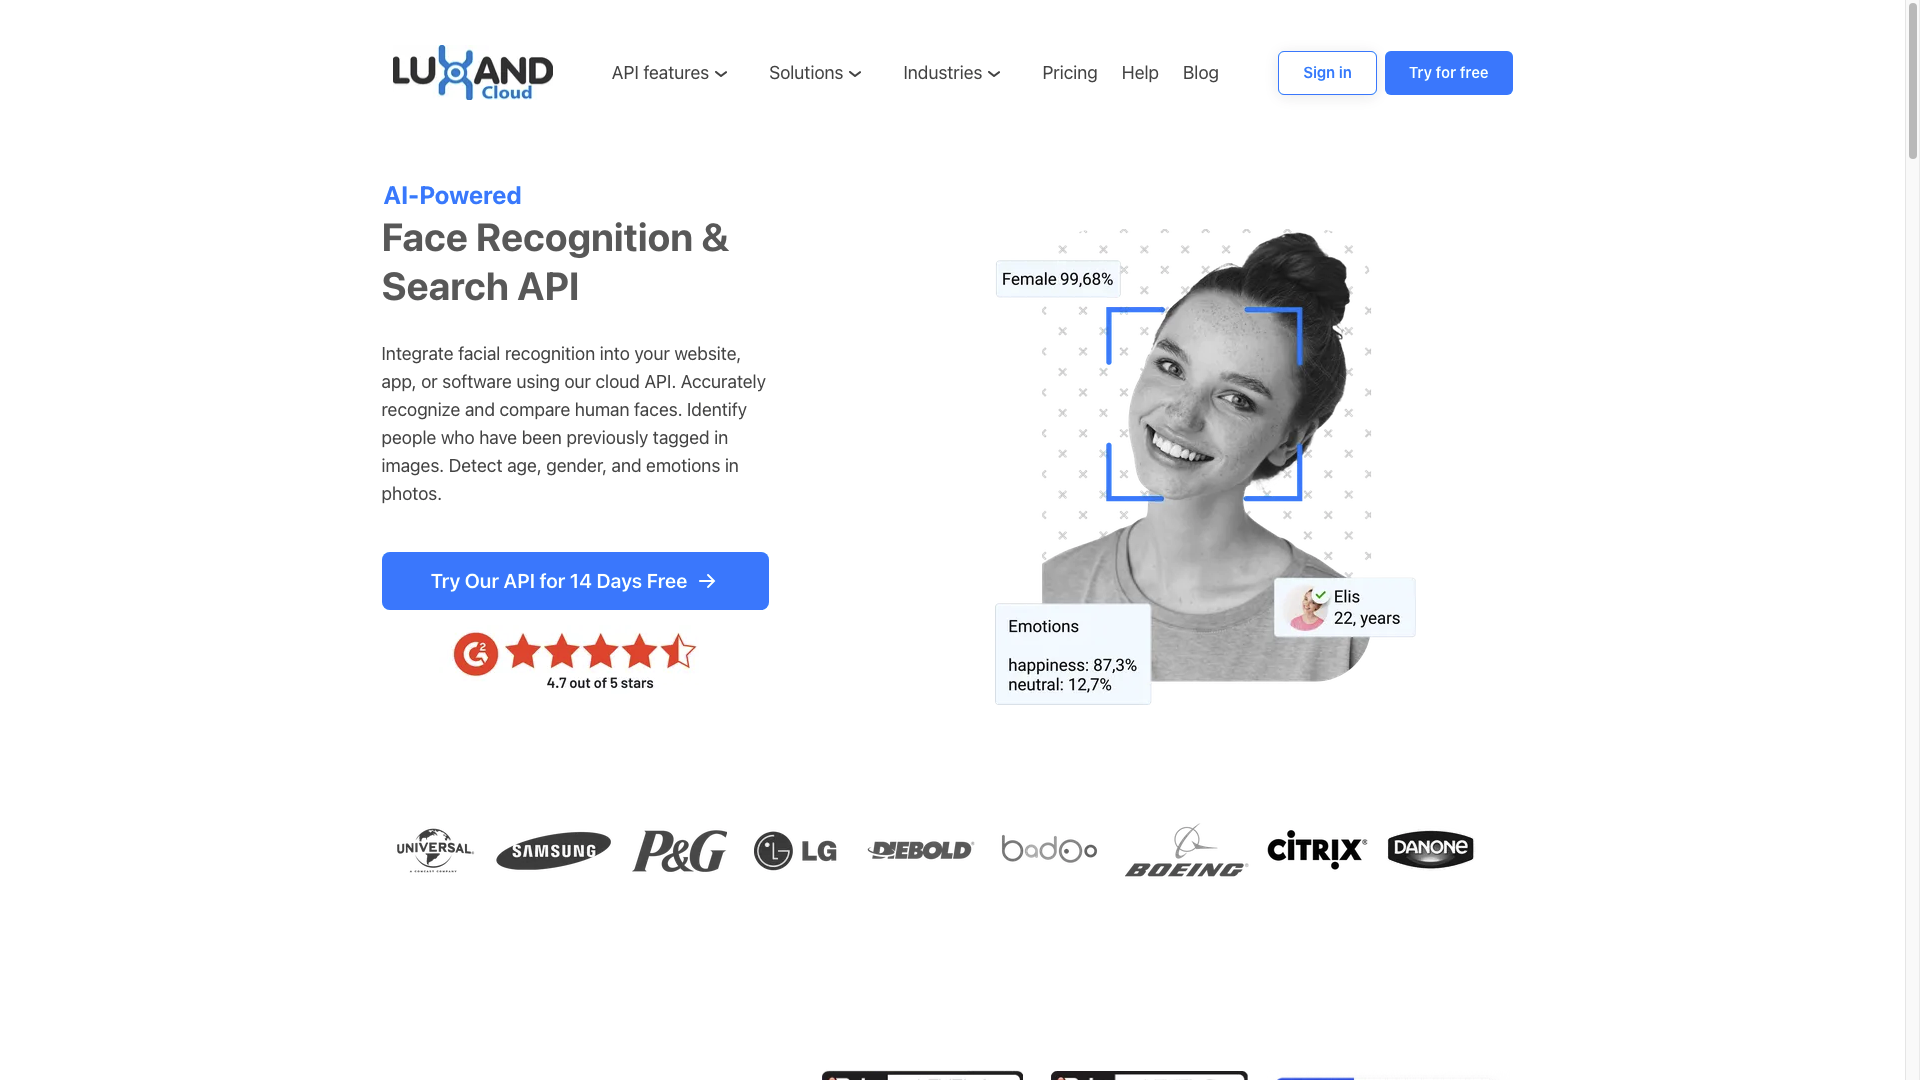 LUXAND
Cloud
API features
Solutions
Industries
Pricing
Help
Blog
Sign in
Try for free
AI-Powered
Face Recognition &
Search API
Integrate facial recognition into your website,
app, or software using our cloud API. Accurately
recognize and compare human faces. Identify
people who have been previously tagged in
images. Detect age, gender, and emotions in
photos.
Try Our API for 14 Days Free →
G2
4.7 out of 5 stars
Female 99,68%
Emotions
happiness: 87,3%
neutral: 12,7%
Elis
22, years
UNIVERSAL
A COMCAST COMPANY
SAMSUNG
P&G
LG
DIEBOLD
badoo
BOEING
CITRIX®
DANONE